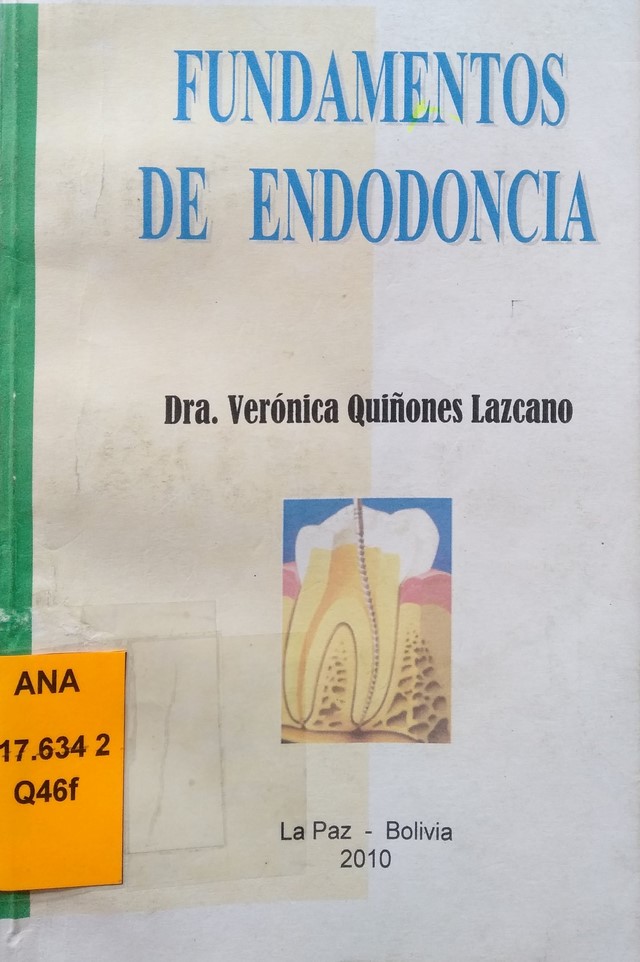 FUNDAMENTOS
DE ENDODONCIA
Dra. Verónica Quiñones Lazcano
ANA
17.634 2
Q46f
La Paz - Bolivia
2010